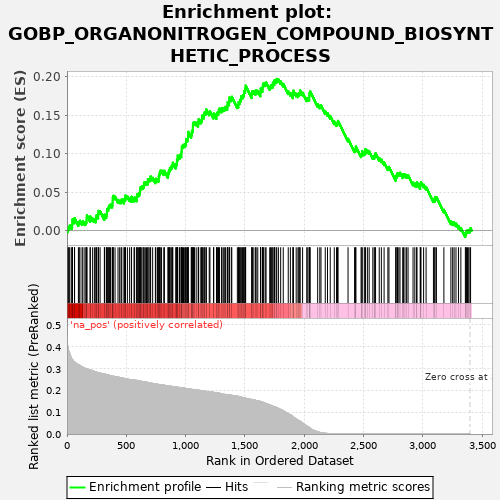 Enrichment plot:
GOBP_ORGANONITROGEN_COMPOUND_BIOSYNT
HETIC_PROCESS
Enrichment score (ES)
0.20
0.15
0.10
0.05
0.00
'na_pos' (positively correlated)
Ranked list metric (PreRanked)
0.5
0.4
0.3
0.2
0.1
0.0
Zero cross at
0
500
1,000
1,500
2,000
2,500
3,000
3,500
Rank in Ordered Dataset
Enrichment profile
Hits
Ranking metric scores